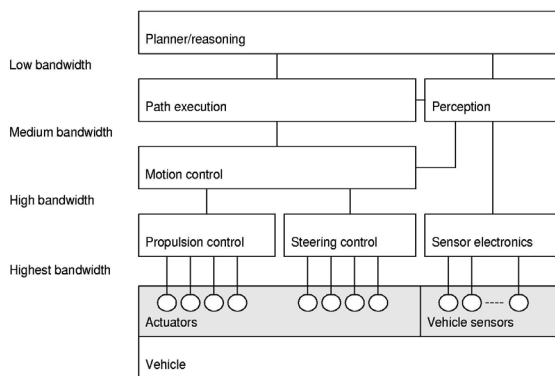 Planner/reasoning
Low bandwidth
Path execution
Perception
Medium bandwidth
Motion control
High bandwidth
Propulsion control
Steering control
Sensor electronics
Highest bandwidth
Actuators
Vehicle sensors
Vehicle